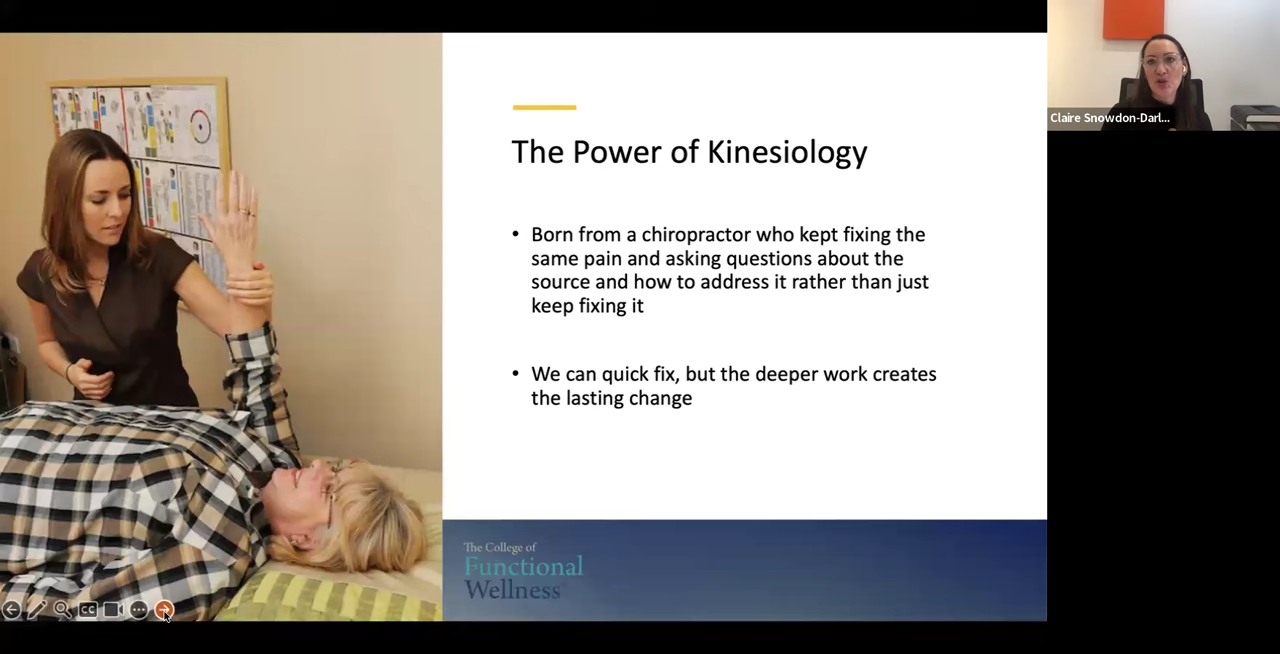 The Power of Kinesiology
• Born from a chiropractor who kept fixing the
same pain and asking questions about the
source and how to address it rather than just
keep fixing it
• We can quick fix, but the deeper work creates
the lasting change
The College of
Functional
Wellness
CC
Claire Snowdon-Darl...